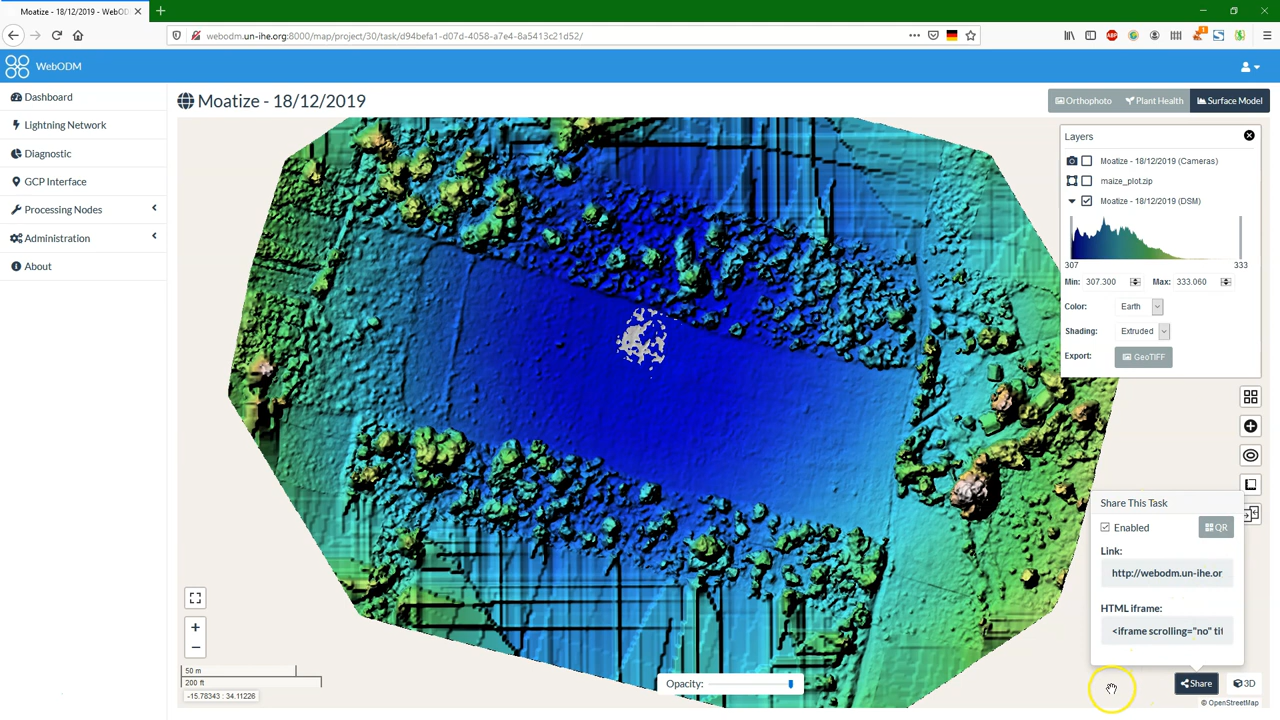 Moatize - 18/12/2019 - WebOD
webodm.un-ihe.org:8000/map/project/30/task/d94befa1-d07d-4058-a7e4-8a5413c21d52/
WebODM
Dashboard
Lightning Network
Diagnostic
GCP Interface
Processing Nodes
Administration
About
Moatize - 18/12/2019
Orthophoto
Plant Health
Surface Model
Layers
Moatize - 18/12/2019 (Cameras)
maize_plot.zip
Moatize - 18/12/2019 (DSM)
307
333
Min: 307.300
Max: 333.060
Color: Earth
Shading: Extruded
Export: GeoTIFF
Share This Task
Enabled
QR
Link:
http://webodm.un-ihe.or
HTML iframe:
<iframe scrolling="no" tit
50 m
200 ft
-15.78343 : 34.11226
Opacity:
Share
3D
© OpenStreetMap